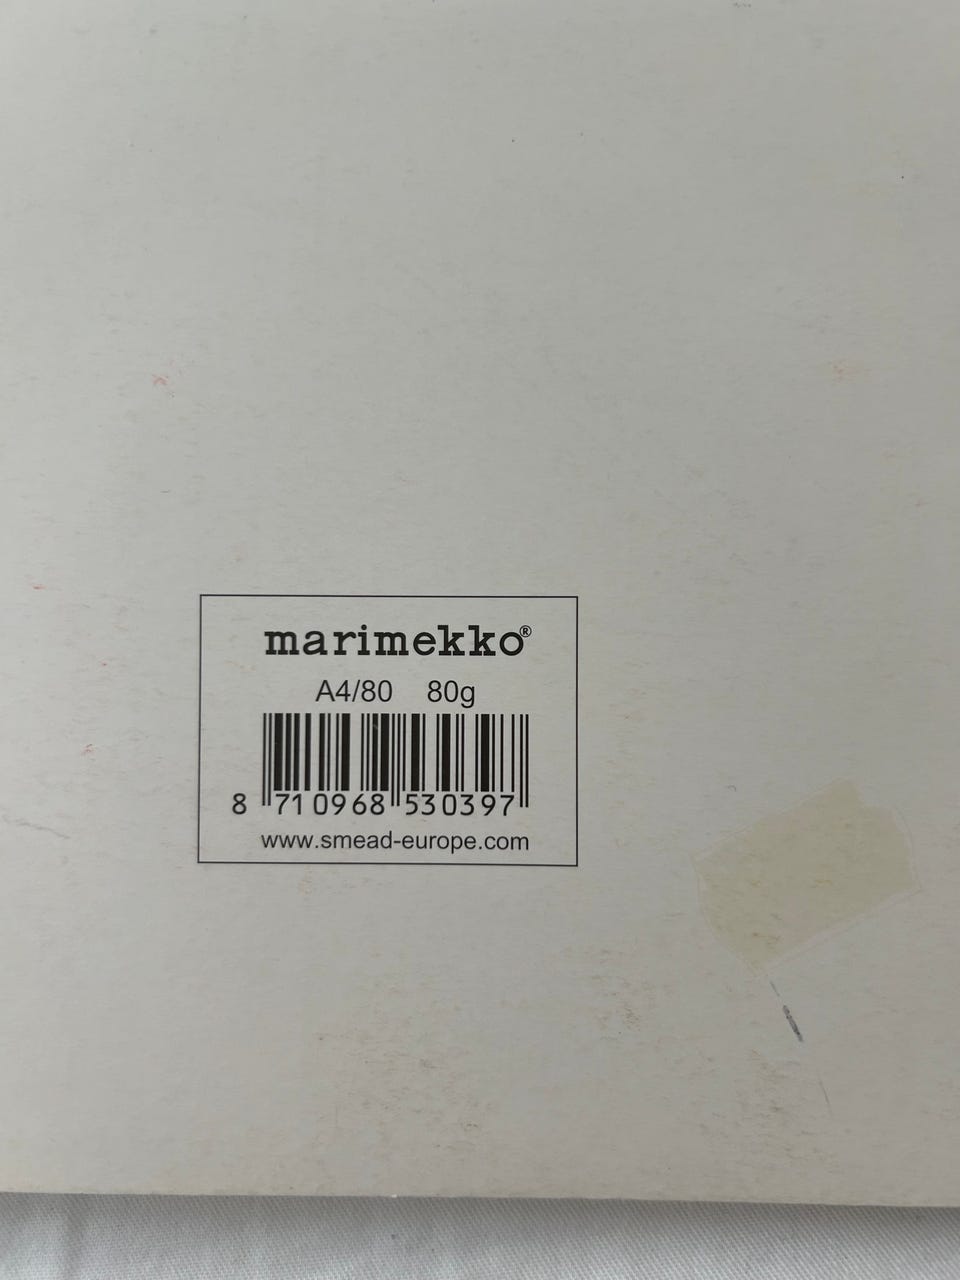 marimekko®
A4/80 80g
8 710968 530397
www.smead-europe.com